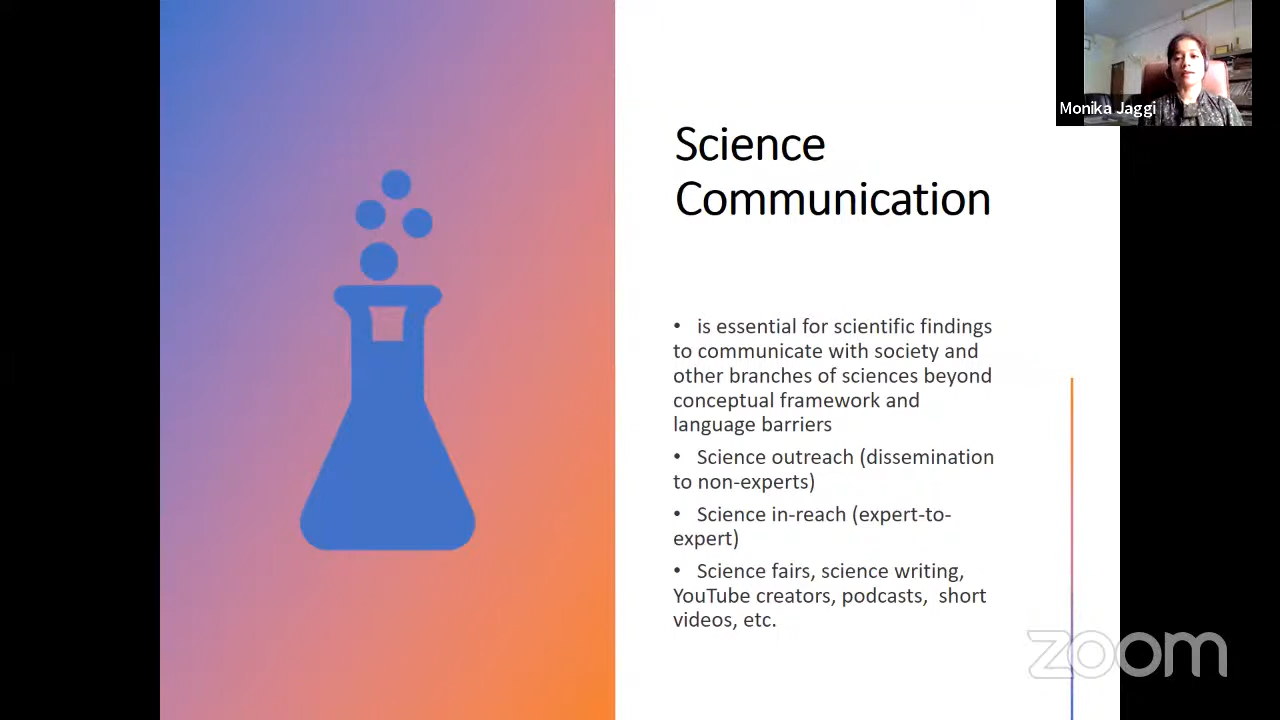 Monika Jaggi
Science
Communication
• is essential for scientific findings
to communicate with society and
other branches of sciences beyond
conceptual framework and
language barriers
• Science outreach (dissemination
to non-experts)
• Science in-reach (expert-to-
expert)
• Science fairs, science writing,
YouTube creators, podcasts,  short
videos, etc.
zoom